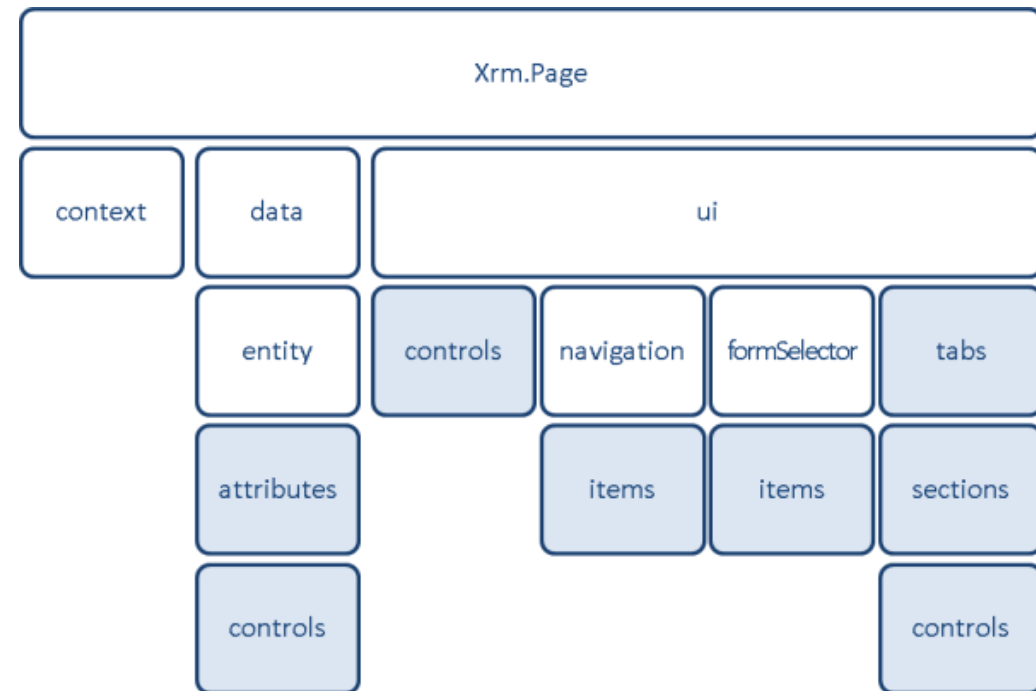 Xrm.Page
context
data
ui
entity
controls
navigation
formSelector
tabs
attributes
items
items
sections
controls
controls